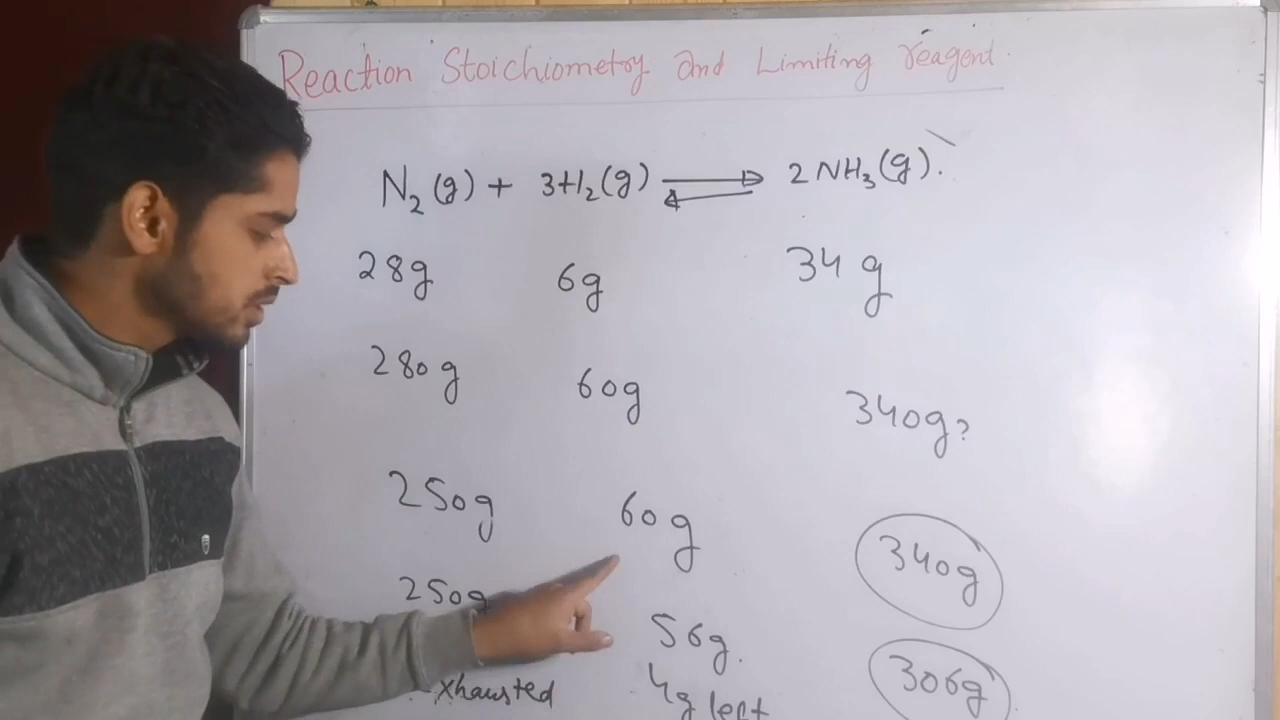 Reaction Stoichiometry and Limiting reagent.
N₂(g) + 3H₂(g) ⇌ 2NH₃(g).
28g 6g 34g
280g 60g 340g?
250g 60g 340g
250g 56g. 306g
xhausted 4g left